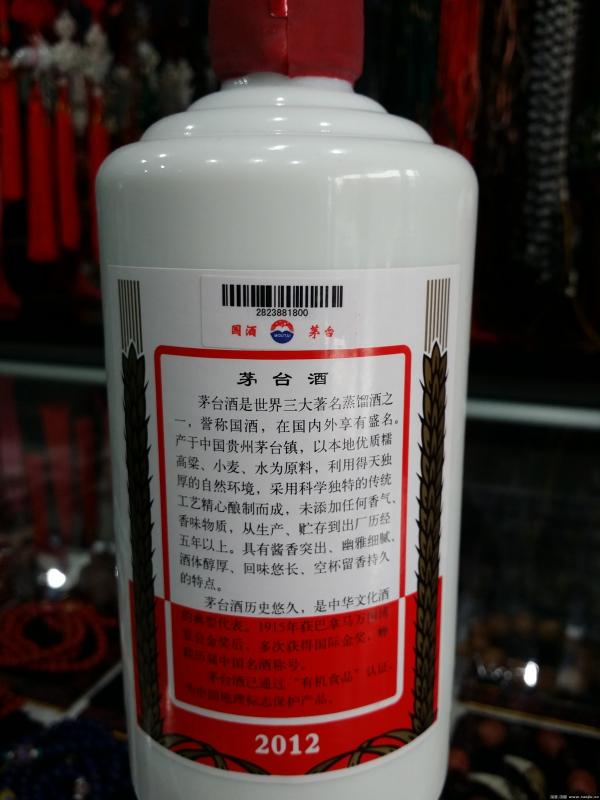 2823881800
国酒 MOUTAI 茅台
茅台酒
茅台酒是世界三大著名蒸馏酒之
一，誉称国酒，在国内外享有盛名。
产于中国贵州茅台镇，以本地优质糯
高粱、小麦、水为原料，利用得天独
厚的自然环境，采用科学独特的传统
工艺精心酿制而成，未添加任何香气、
香味物质，从生产、贮存到出厂历经
五年以上。具有酱香突出、幽雅细腻、
酒体醇厚、回味悠长、空杯留香持久
的特点。
茅台酒历史悠久，是中华文化酒
的典型代表。1915年获巴拿马万国博
览会金奖后，多次获得国际金奖，蝉
联历届中国名酒称号。
茅台酒已通过“有机食品”认证，
为中国地理标志保护产品。
2012